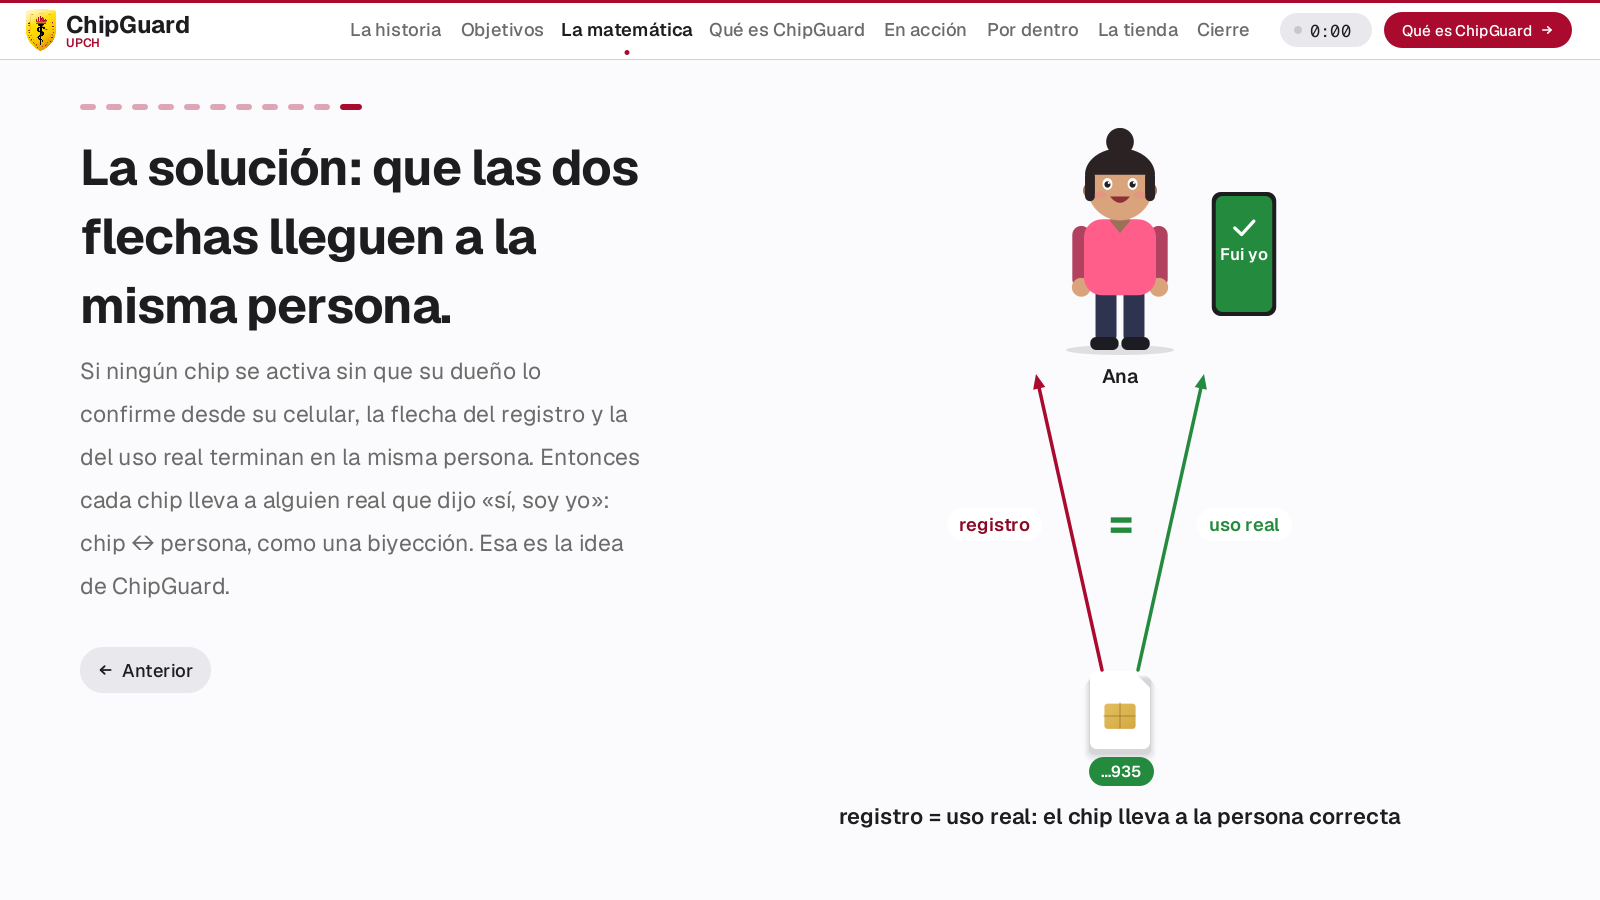 ChipGuard
UPCH
La historia
Objetivos
La matemática
Qué es ChipGuard
En acción
Por dentro
La tienda
Cierre
0:00
Qué es ChipGuard →
La solución: que las dos
flechas lleguen a la
misma persona.
Si ningún chip se activa sin que su dueño lo
confirme desde su celular, la flecha del registro y la
del uso real terminan en la misma persona. Entonces
cada chip lleva a alguien real que dijo «sí, soy yo»:
chip ↔ persona, como una biyección. Esa es la idea
de ChipGuard.
← Anterior
Fui yo
Ana
registro
=
uso real
…935
registro = uso real: el chip lleva a la persona correcta